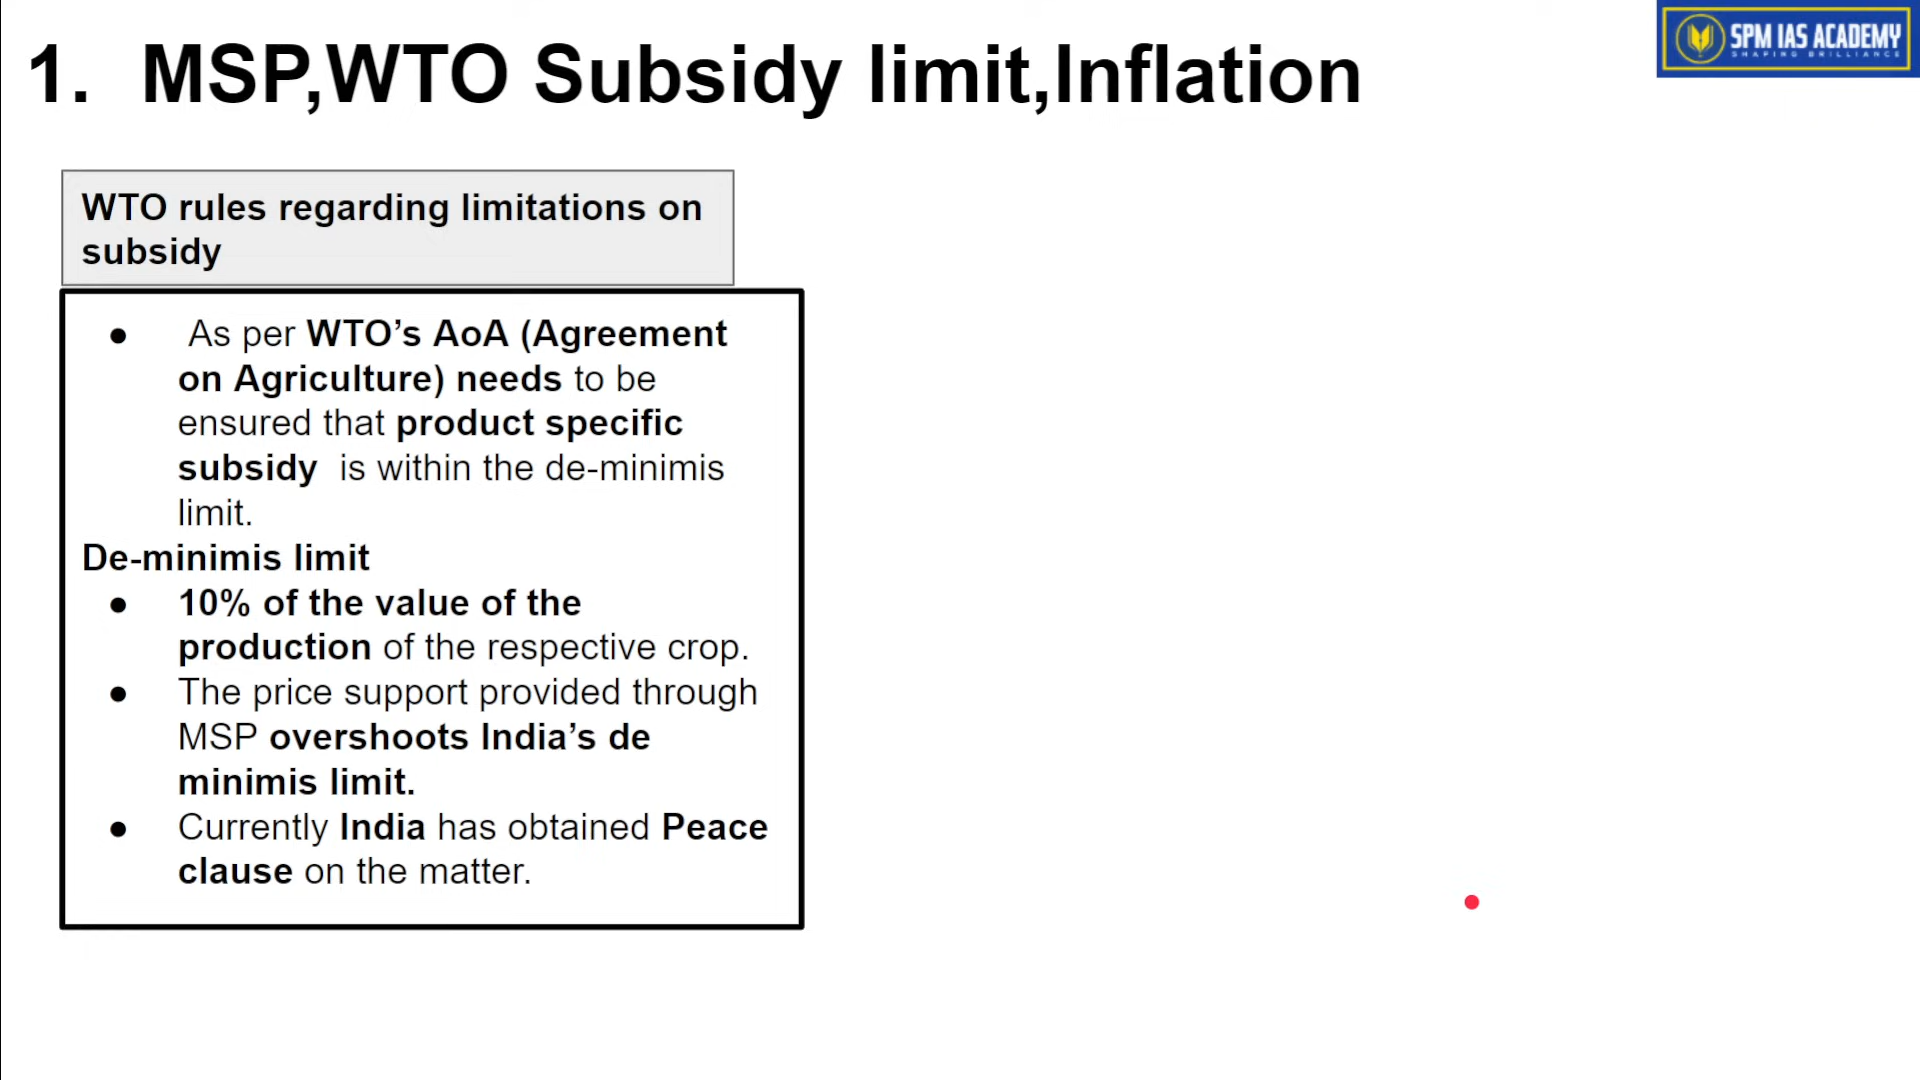 1. MSP,WTO Subsidy limit,Inflation
SPM IAS ACADEMY
SHAPING BRILLIANCE
WTO rules regarding limitations on
subsidy
● As per WTO’s AoA (Agreement
on Agriculture) needs to be
ensured that product specific
subsidy is within the de-minimis
limit.
De-minimis limit
● 10% of the value of the
production of the respective crop.
● The price support provided through
MSP overshoots India’s de
minimis limit.
● Currently India has obtained Peace
clause on the matter.